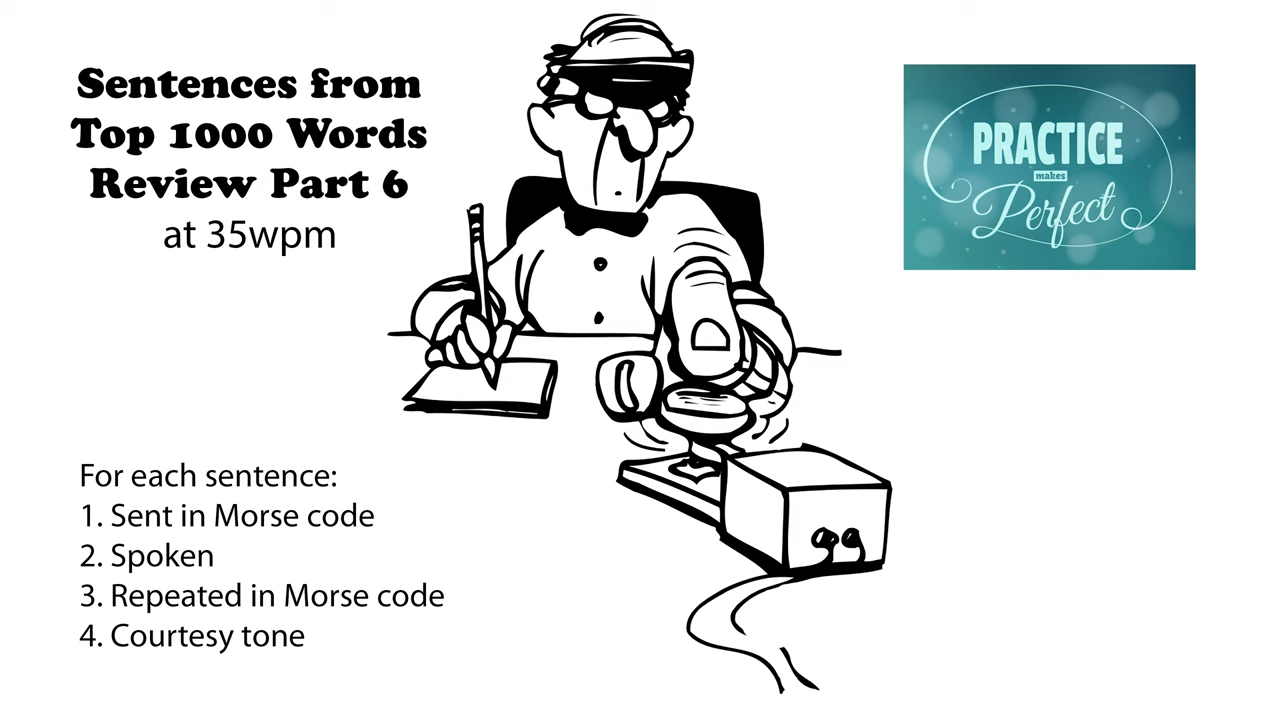 Sentences from
Top 1000 Words
Review Part 6
at 35wpm
PRACTICE
makes
Perfect
For each sentence:
1. Sent in Morse code
2. Spoken
3. Repeated in Morse code
4. Courtesy tone